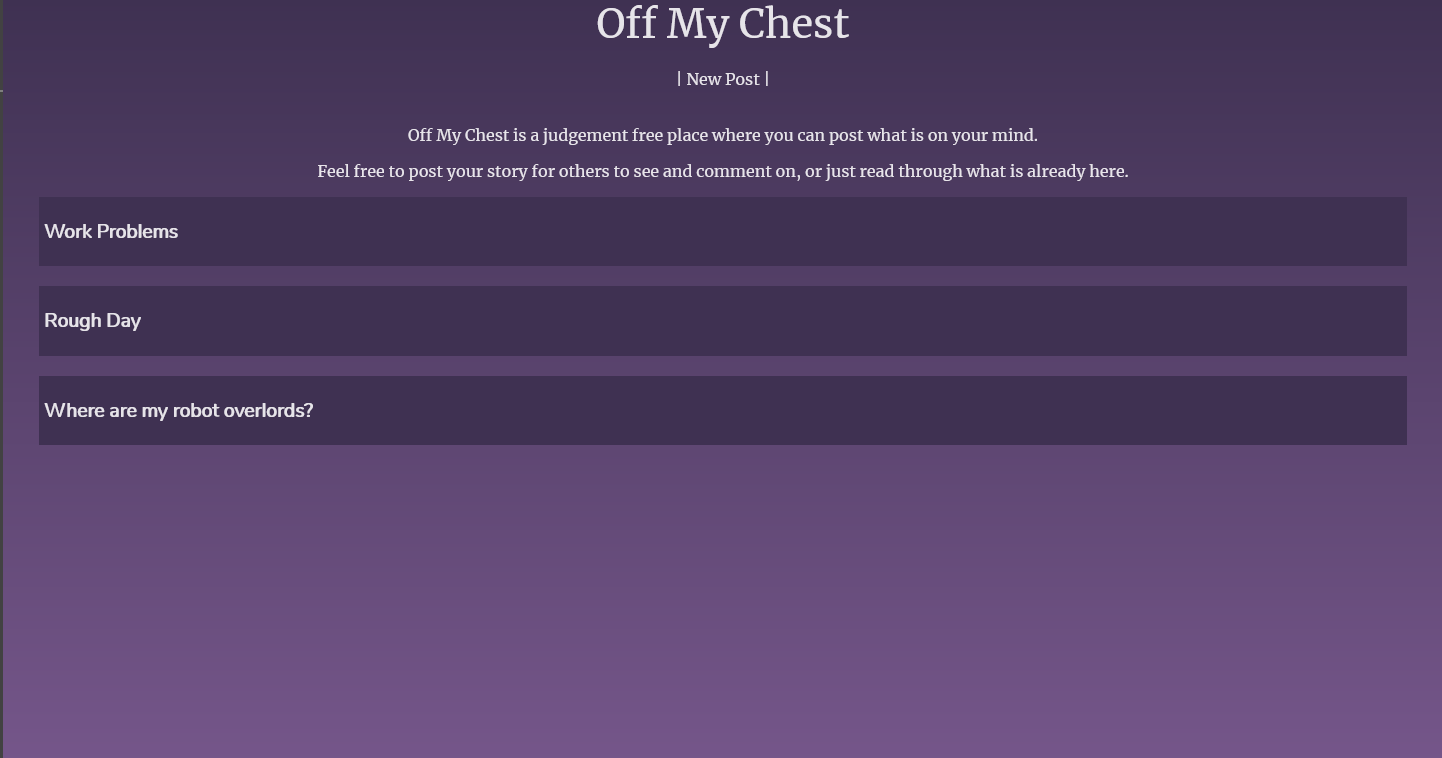 Off My Chest
| New Post |
Off My Chest is a judgement free place where you can post what is on your mind.
Feel free to post your story for others to see and comment on, or just read through what is already here.
Work Problems
Rough Day
Where are my robot overlords?